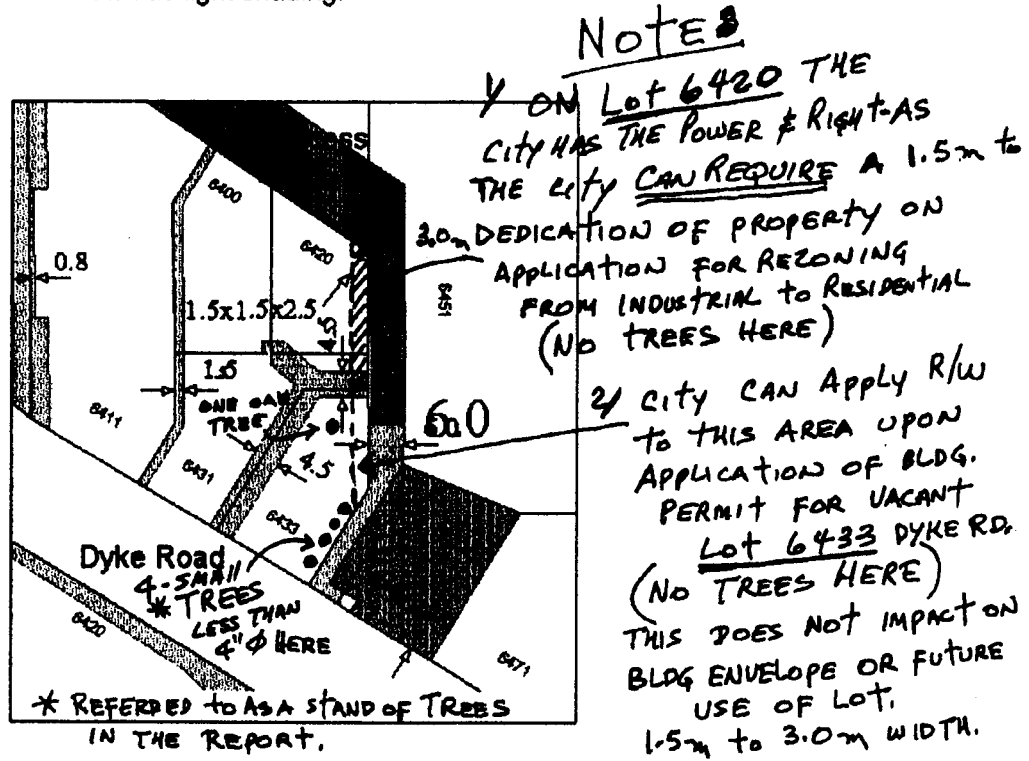 Notes
1/ ON Lot 6420 THE
CITY HAS THE POWER & RIGHT-AS
THE CITY CAN REQUIRE A 1.5m to
3.0m DEDICATION OF PROPERTY ON
APPLICATION FOR REZONING
FROM INDUSTRIAL to RESIDENTIAL
(NO TREES HERE)
2/ CITY CAN APPLY R/W
TO THIS AREA UPON
APPLICATION OF BLDG.
PERMIT FOR VACANT
Lot 6433 DYKE RD.
(NO TREES HERE)
THIS DOES NOT IMPACT ON
BLDG ENVELOPE OR FUTURE
USE OF LOT.
1.5m to 3.0m WIDTH.
6400
6420
0.8
1.5x1.5x2.5
4.5
6451
6411
ONE OAK
TREE
6.0
6431
4.5
6433
Dyke Road
4-SMALL
* TREES
LESS THAN
4" Ø HERE
6420
6471
* REFERRED to AS A STAND OF TREES
IN THE REPORT.